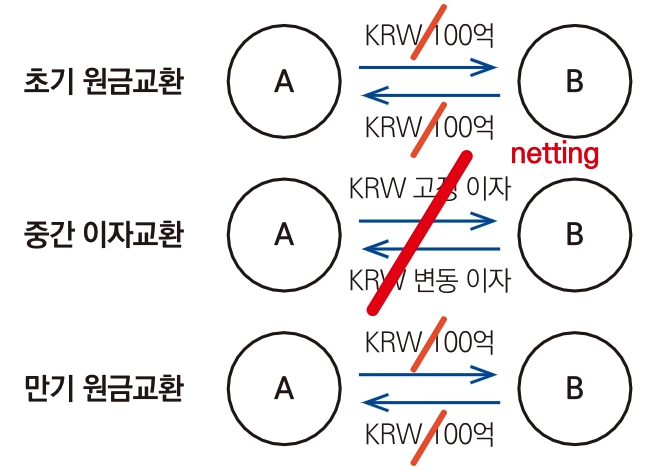 초기 원금교환
A
KRW 100억
KRW 100억
B
netting
중간 이자교환
A
KRW 고정 이자
KRW 변동 이자
B
만기 원금교환
A
KRW 100억
KRW 100억
B